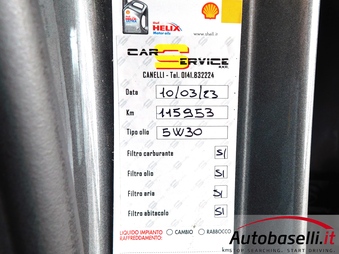 Shell
HELIX
Motor oils
shell.it
CAR SERVICE
CANELLI - Tel. 0141.832224
Data 10/03/23
Km 115953
Tipo olio 5W30
Filtro carburante SI
Filtro olio SI
Filtro aria SI
Filtro abitacolo SI
LIQUIDO IMPIANTO RAFFREDDAMENTO: CAMBIO RABBOCCO
Autobaselli.it